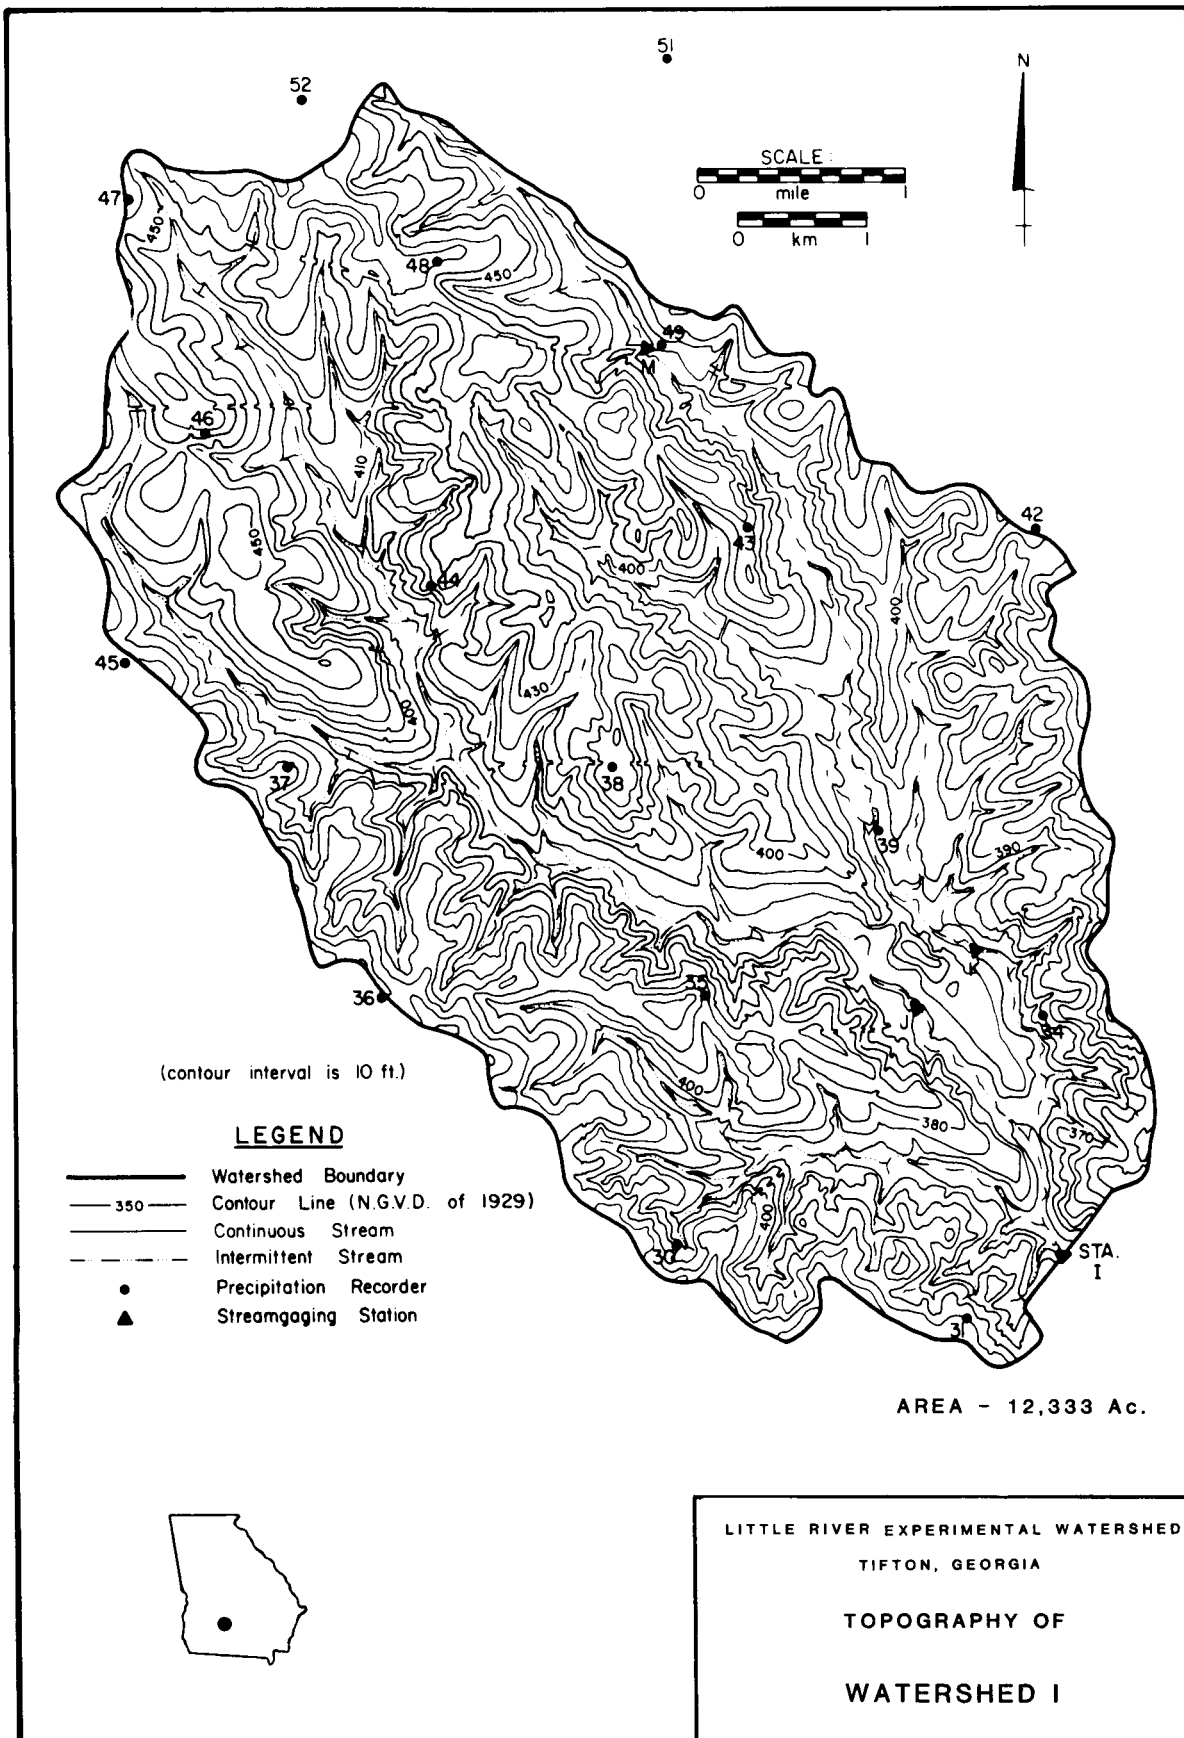 51
52
N
SCALE:
0 mile 1
0 km 1
47
450
48
450
49
M
46
410
42
43
450
400
44
400
45
430
400
37
38
39
400
390
K
36
35
J
34
(contour interval is 10 ft.)
400
380
370
LEGEND
Watershed Boundary
350 Contour Line (N.G.V.D. of 1929)
Continuous Stream
Intermittent Stream
Precipitation Recorder
Streamgaging Station
400
30
STA.
I
31
AREA - 12,333 Ac.
LITTLE RIVER EXPERIMENTAL WATERSHED
TIFTON, GEORGIA
TOPOGRAPHY OF
WATERSHED I